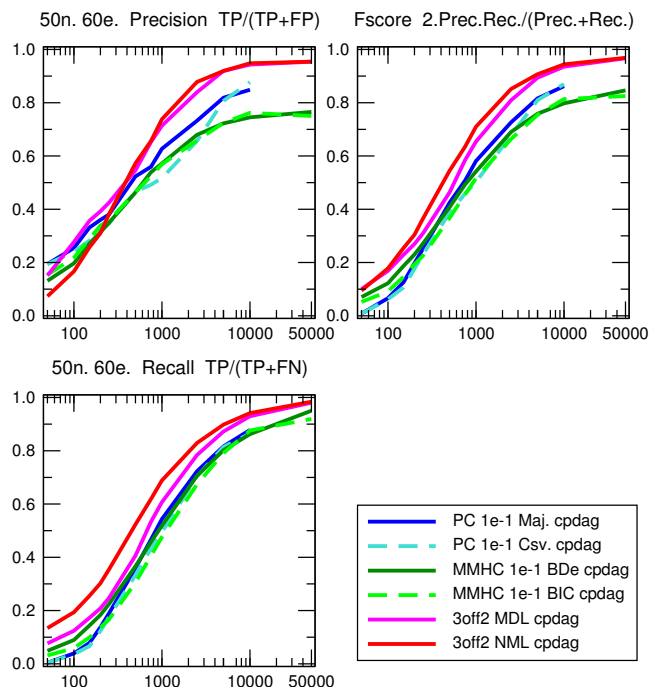 50n. 60e. Precision TP/(TP+FP)
Fscore 2.Prec.Rec./(Prec.+Rec.)
1.0
0.8
0.6
0.4
0.2
0.0
100 1000 10000 50000
1.0
0.8
0.6
0.4
0.2
0.0
100 1000 10000 50000
50n. 60e. Recall TP/(TP+FN)
1.0
0.8
0.6
0.4
0.2
0.0
100 1000 10000 50000
PC 1e-1 Maj. cpdag
PC 1e-1 Csv. cpdag
MMHC 1e-1 BDe cpdag
MMHC 1e-1 BIC cpdag
3off2 MDL cpdag
3off2 NML cpdag